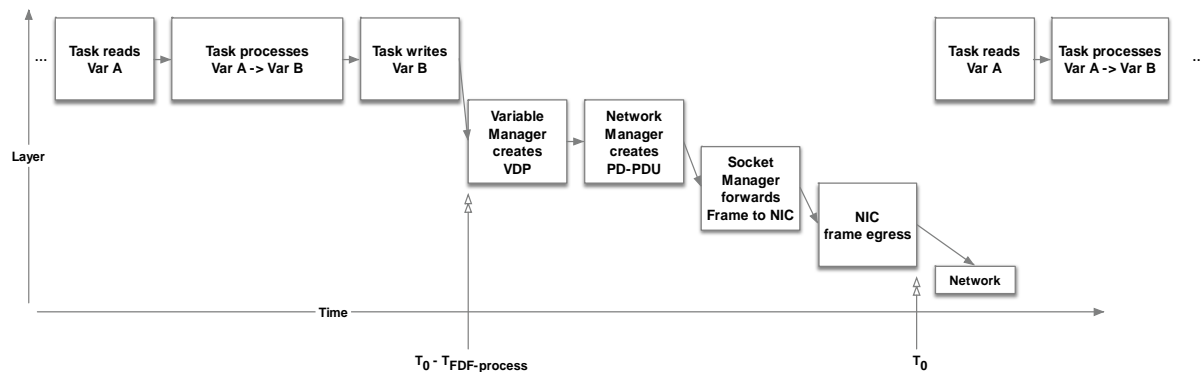 ...
Task reads
Var A
Task processes
Var A -> Var B
Task writes
Var B
Task reads
Var A
Task processes
Var A -> Var B
..
Variable
Manager
creates
VDP
Network
Manager
creates
PD-PDU
Layer
Socket
Manager
forwards
Frame to NIC
NIC
frame egress
Network
Time
T0 - TFDF-process
T0